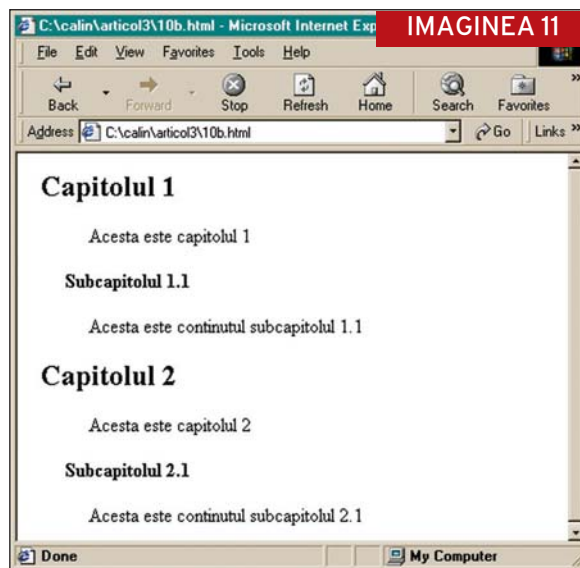 C:\calin\articol3\10b.html - Microsoft Internet Exp
IMAGINEA 11
File Edit View Favorites Tools Help
Back Forward Stop Refresh Home Search Favorites »
Address C:\calin\articol3\10b.html Go Links »
Capitolul 1
Acesta este capitolul 1
Subcapitolul 1.1
Acesta este continutul subcapitolul 1.1
Capitolul 2
Acesta este capitolul 2
Subcapitolul 2.1
Acesta este continutul subcapitolul 2.1
Done My Computer